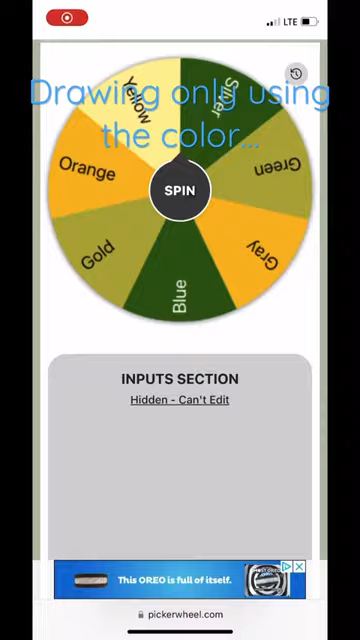 LTE
Drawing only using
the color...
Yellow
Silver
Orange
Green
SPIN
Gold
Gray
Blue
INPUTS SECTION
Hidden - Can't Edit
This OREO is full of itself.
pickerwheel.com